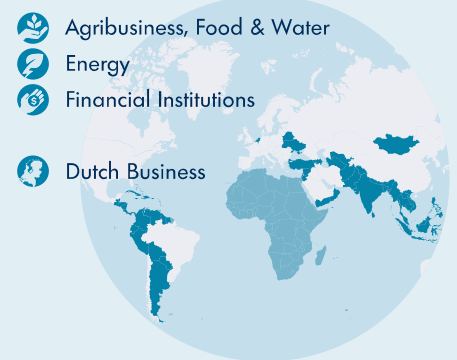 Agribusiness, Food & Water
Energy
$
Financial Institutions
Dutch Business